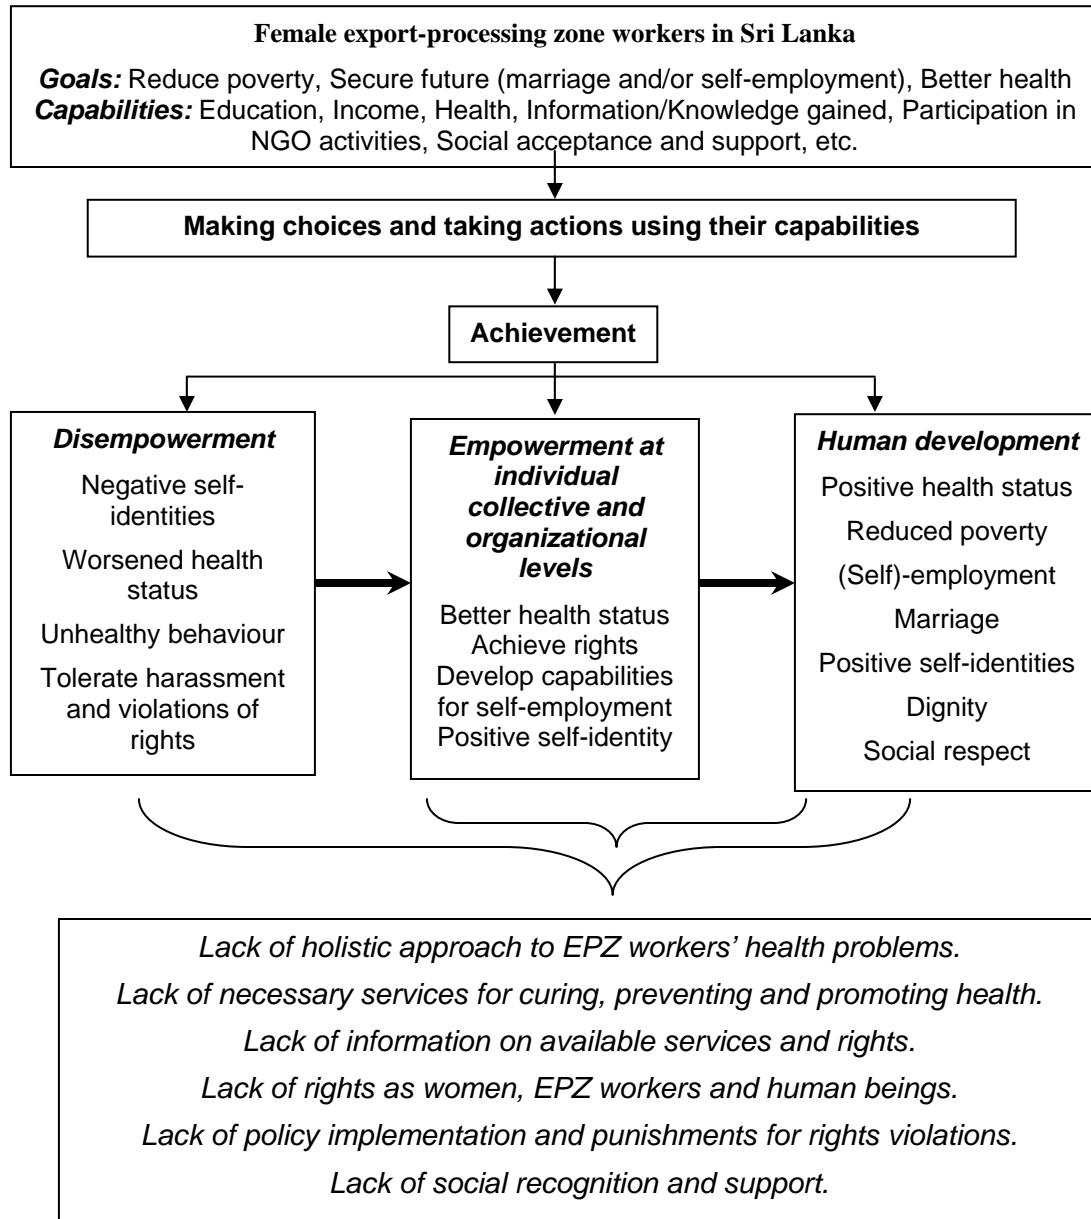 Female export-processing zone workers in Sri Lanka
Goals: Reduce poverty, Secure future (marriage and/or self-employment), Better health
Capabilities: Education, Income, Health, Information/Knowledge gained, Participation in
NGO activities, Social acceptance and support, etc.
Making choices and taking actions using their capabilities
Achievement
Disempowerment
Negative self-
identities
Worsened health
status
Unhealthy behaviour
Tolerate harassment
and violations of
rights
Empowerment at
individual
collective and
organizational
levels
Better health status
Achieve rights
Develop capabilities
for self-employment
Positive self-identity
Human development
Positive health status
Reduced poverty
(Self)-employment
Marriage
Positive self-identities
Dignity
Social respect
Lack of holistic approach to EPZ workers’ health problems.
Lack of necessary services for curing, preventing and promoting health.
Lack of information on available services and rights.
Lack of rights as women, EPZ workers and human beings.
Lack of policy implementation and punishments for rights violations.
Lack of social recognition and support.